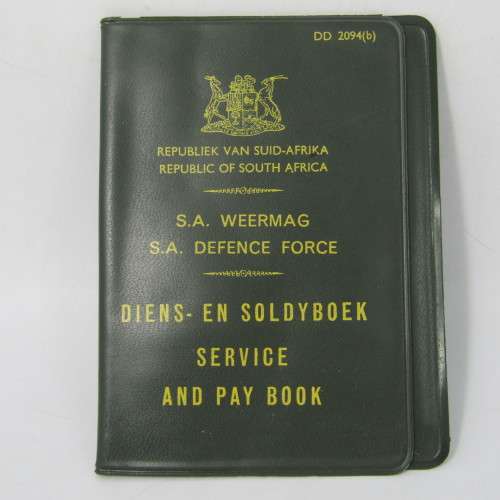 DD 2094(b)
REPUBLIEK VAN SUID-AFRIKA
REPUBLIC OF SOUTH AFRICA
S.A. WEERMAG
S.A. DEFENCE FORCE
DIENS- EN SOLDYBOEK
SERVICE
AND PAY BOOK